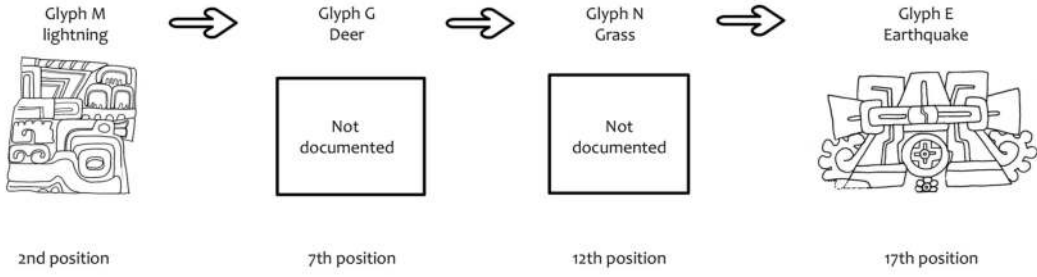 Glyph M
lightning
Glyph G
Deer
Glyph N
Grass
Glyph E
Earthquake
Not
documented
Not
documented
2nd position
7th position
12th position
17th position